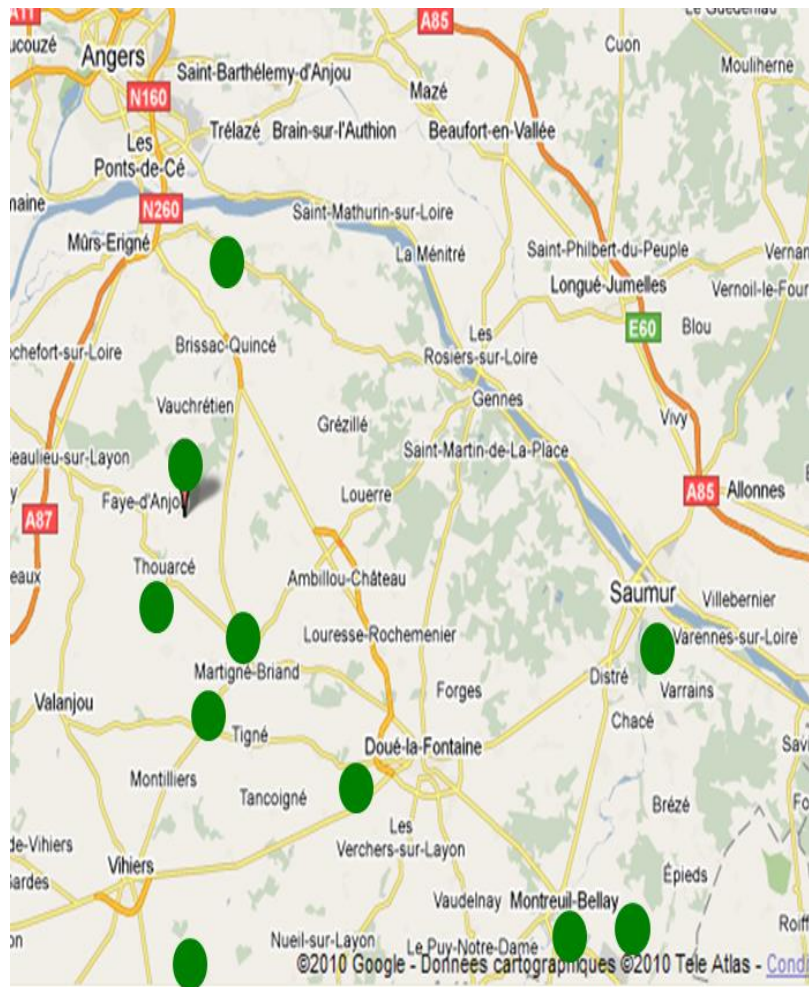 A11
A85
Le Guédéniau
Cuon
Angers
Mouliherne
Saint-Barthélemy-d'Anjou
Mazé
N160
Trélazé
Brain-sur-l'Authion
Beaufort-en-Vallée
Les
Ponts-de-Cé
N260
Saint-Mathurin-sur-Loire
Mûrs-Erigné
La Ménitré
Saint-Philbert-du-Peuple
Longué-Jumelles
Vernoil-le-Four
E60
Blou
Les
Rosiers-sur-Loire
Brissac-Quincé
ochefort-sur-Loire
Gennes
Vauchrétien
Grézillé
Vivy
Saint-Martin-de-La-Place
eaulieu-sur-Layon
A85
Allonnes
Louerre
Faye-d'Anjou
A87
Thouarcé
eaux
Ambillou-Château
Saumur
Villebernier
Louresse-Rochemenier
Varennes-sur-Loire
Martigné-Briand
Distré
Varrains
Forges
Valanjou
Chacé
Tigné
Doué-la-Fontaine
Savi
Montilliers
Tancoigné
Brézé
Les
Verchers-sur-Layon
de-Vihiers
Vihiers
Épieds
Gardes
Vaudelnay
Montreuil-Bellay
Nueil-sur-Layon
Le Puy-Notre-Dame
©2010 Google - Données cartographiques ©2010 Tele Atlas - Condi